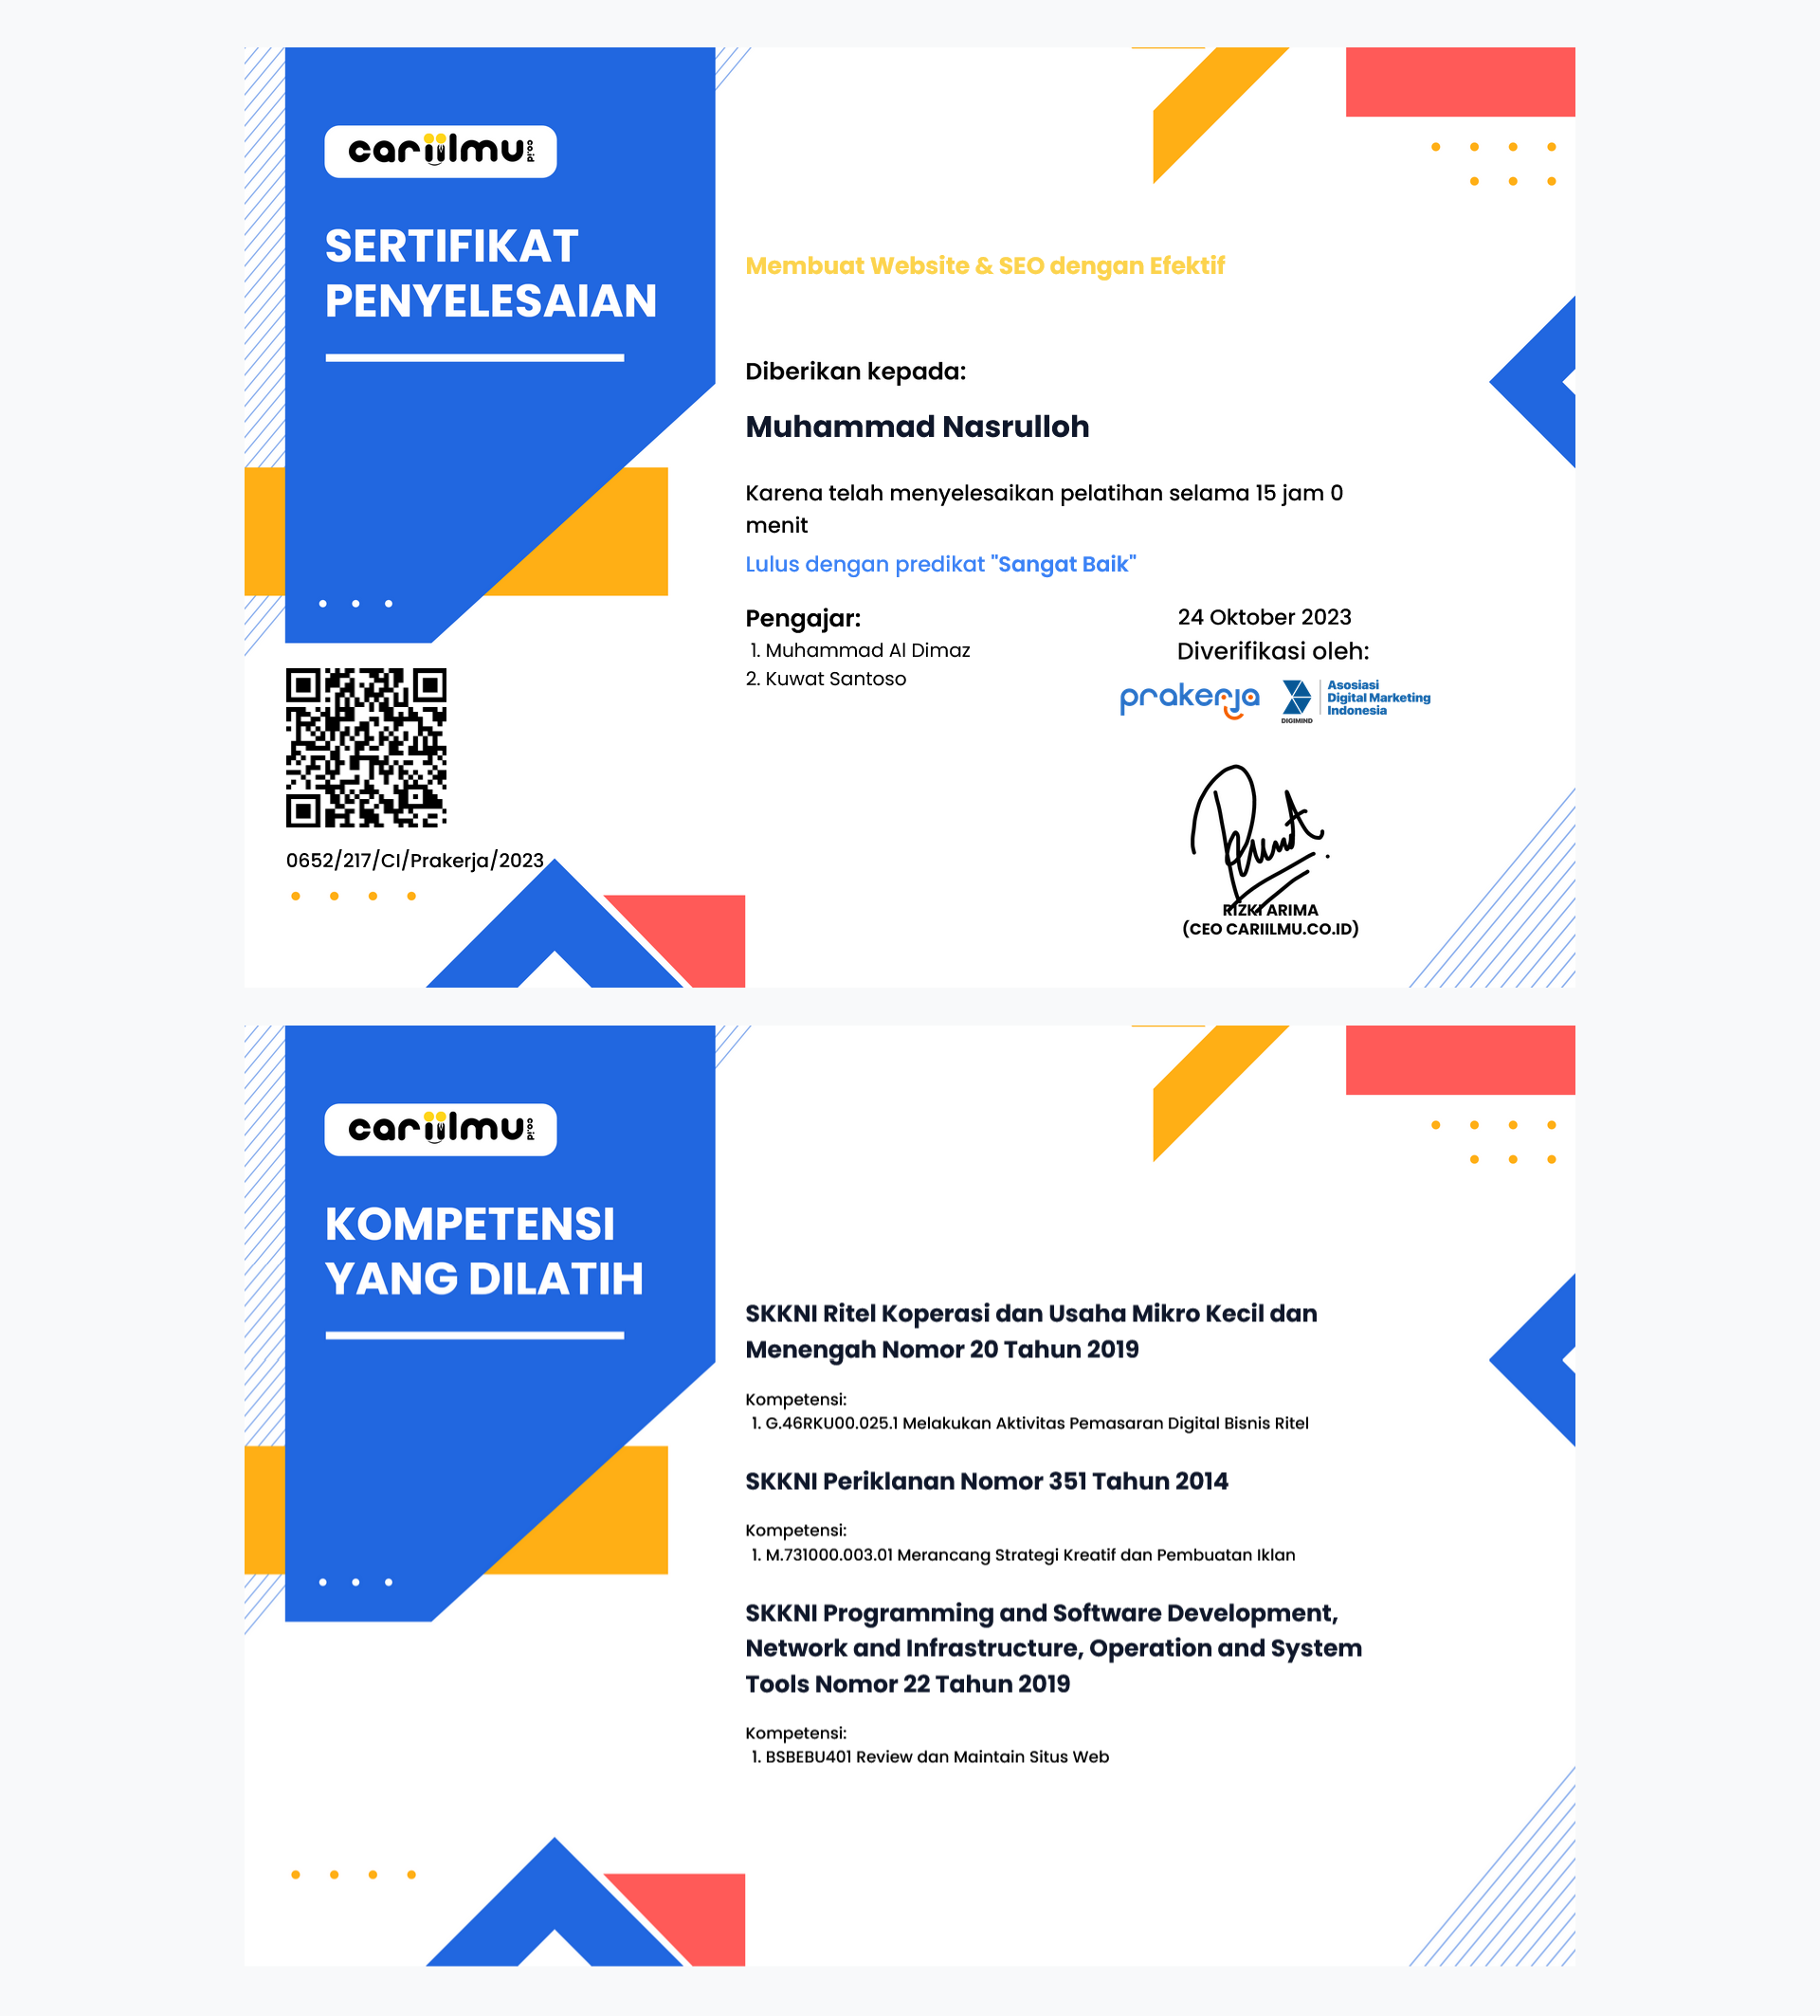 cariilmu.co.id
SERTIFIKAT
PENYELESAIAN
Membuat Website & SEO dengan Efektif
Diberikan kepada:
Muhammad Nasrulloh
Karena telah menyelesaikan pelatihan selama 15 jam 0
menit
Lulus dengan predikat "Sangat Baik"
Pengajar:
1. Muhammad Al Dimaz
2. Kuwat Santoso
24 Oktober 2023
Diverifikasi oleh:
prakerja
DIGIMIND
Asosiasi
Digital Marketing
Indonesia
RIZKI ARIMA
(CEO CARIILMU.CO.ID)
0652/217/CI/Prakerja/2023
cariilmu.co.id
KOMPETENSI
YANG DILATIH
SKKNI Ritel Koperasi dan Usaha Mikro Kecil dan
Menengah Nomor 20 Tahun 2019
Kompetensi:
1. G.46RKU00.025.1 Melakukan Aktivitas Pemasaran Digital Bisnis Ritel
SKKNI Periklanan Nomor 351 Tahun 2014
Kompetensi:
1. M.731000.003.01 Merancang Strategi Kreatif dan Pembuatan Iklan
SKKNI Programming and Software Development,
Network and Infrastructure, Operation and System
Tools Nomor 22 Tahun 2019
Kompetensi:
1. BSBEBU401 Review dan Maintain Situs Web